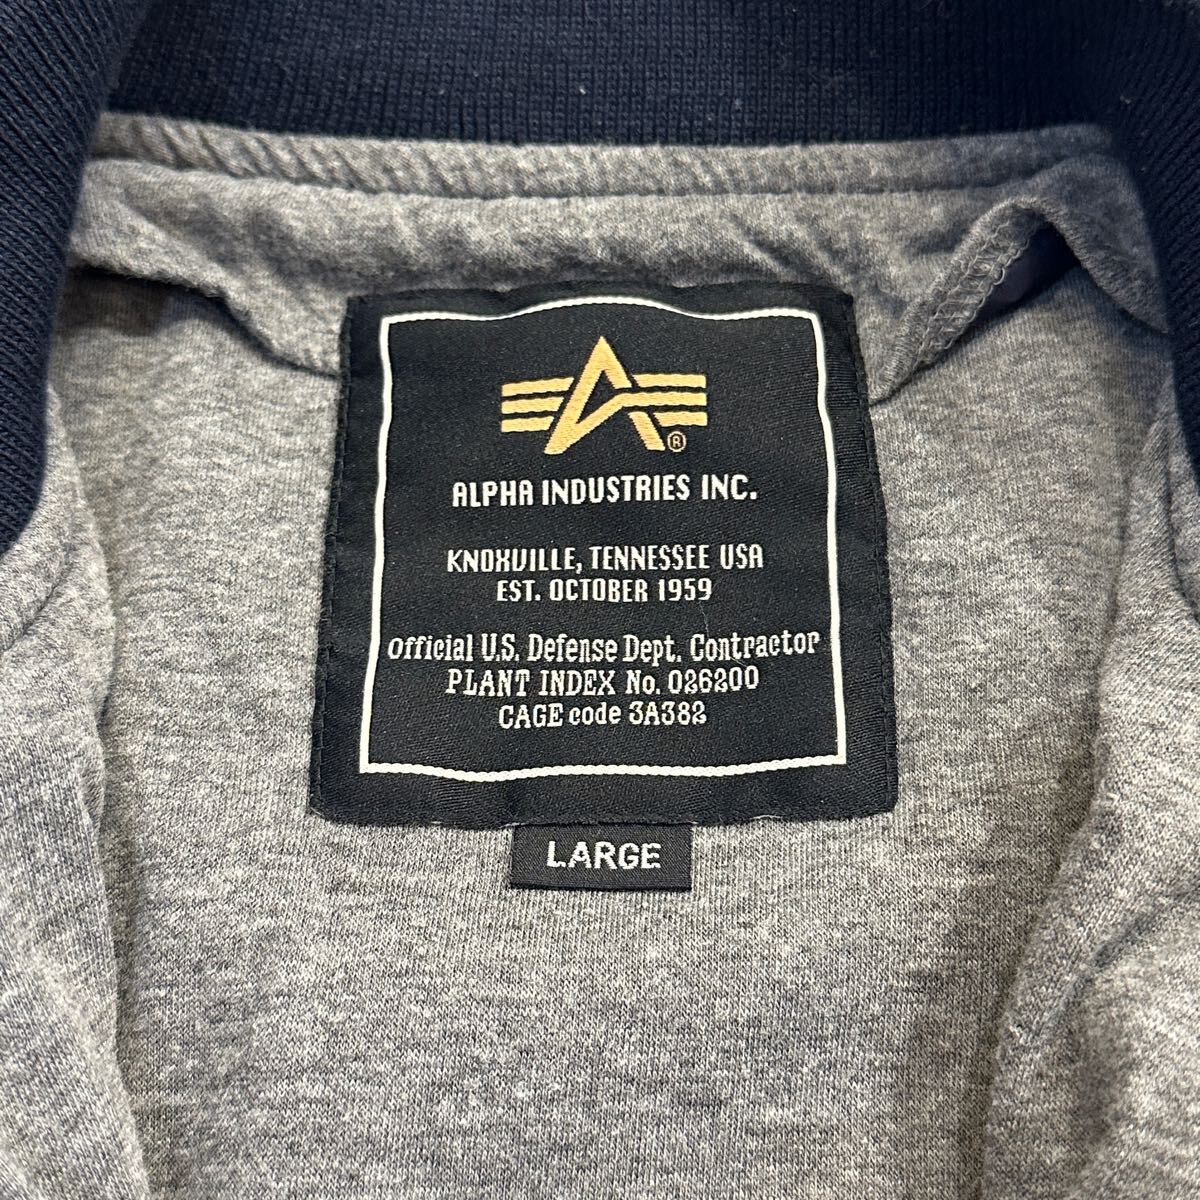 ®
ALPHA INDUSTRIES INC.
KNOXVILLE, TENNESSEE USA
EST. OCTOBER 1959
Official U.S. Defense Dept. Contractor
PLANT INDEX No. 026200
CAGE code 3A382
LARGE